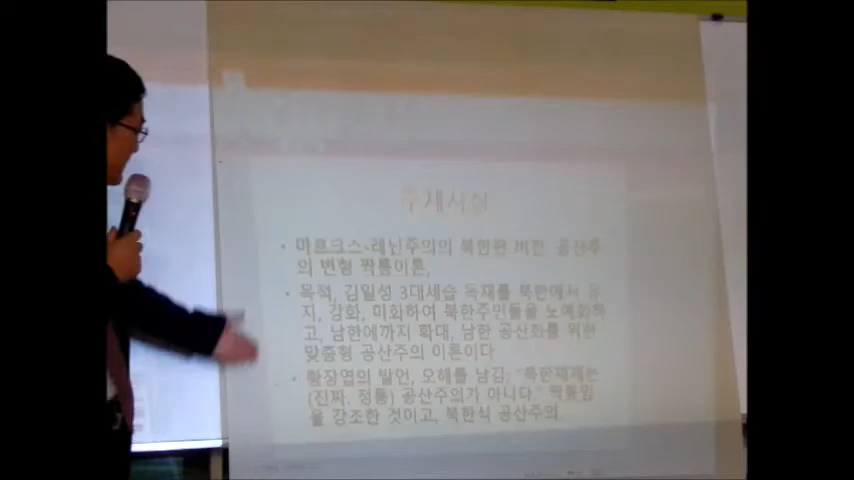 주체사상
• 마르크스-레닌주의의 북한판 버전 공산주
의 변형 짝퉁이론,
• 목적, 김일성 3대세습 독재를 북한에서 유
지, 강화, 미화하여 북한주민들을 노예화하
고, 남한에까지 확대, 남한 공산화를 위한
맞춤형 공산주의 이론이다
• 황장엽의 발언, 오해를 남김. "북한체제는
(진짜. 정통) 공산주의가 아니다." 짝퉁임
을 강조한 것이고, 북한식 공산주의